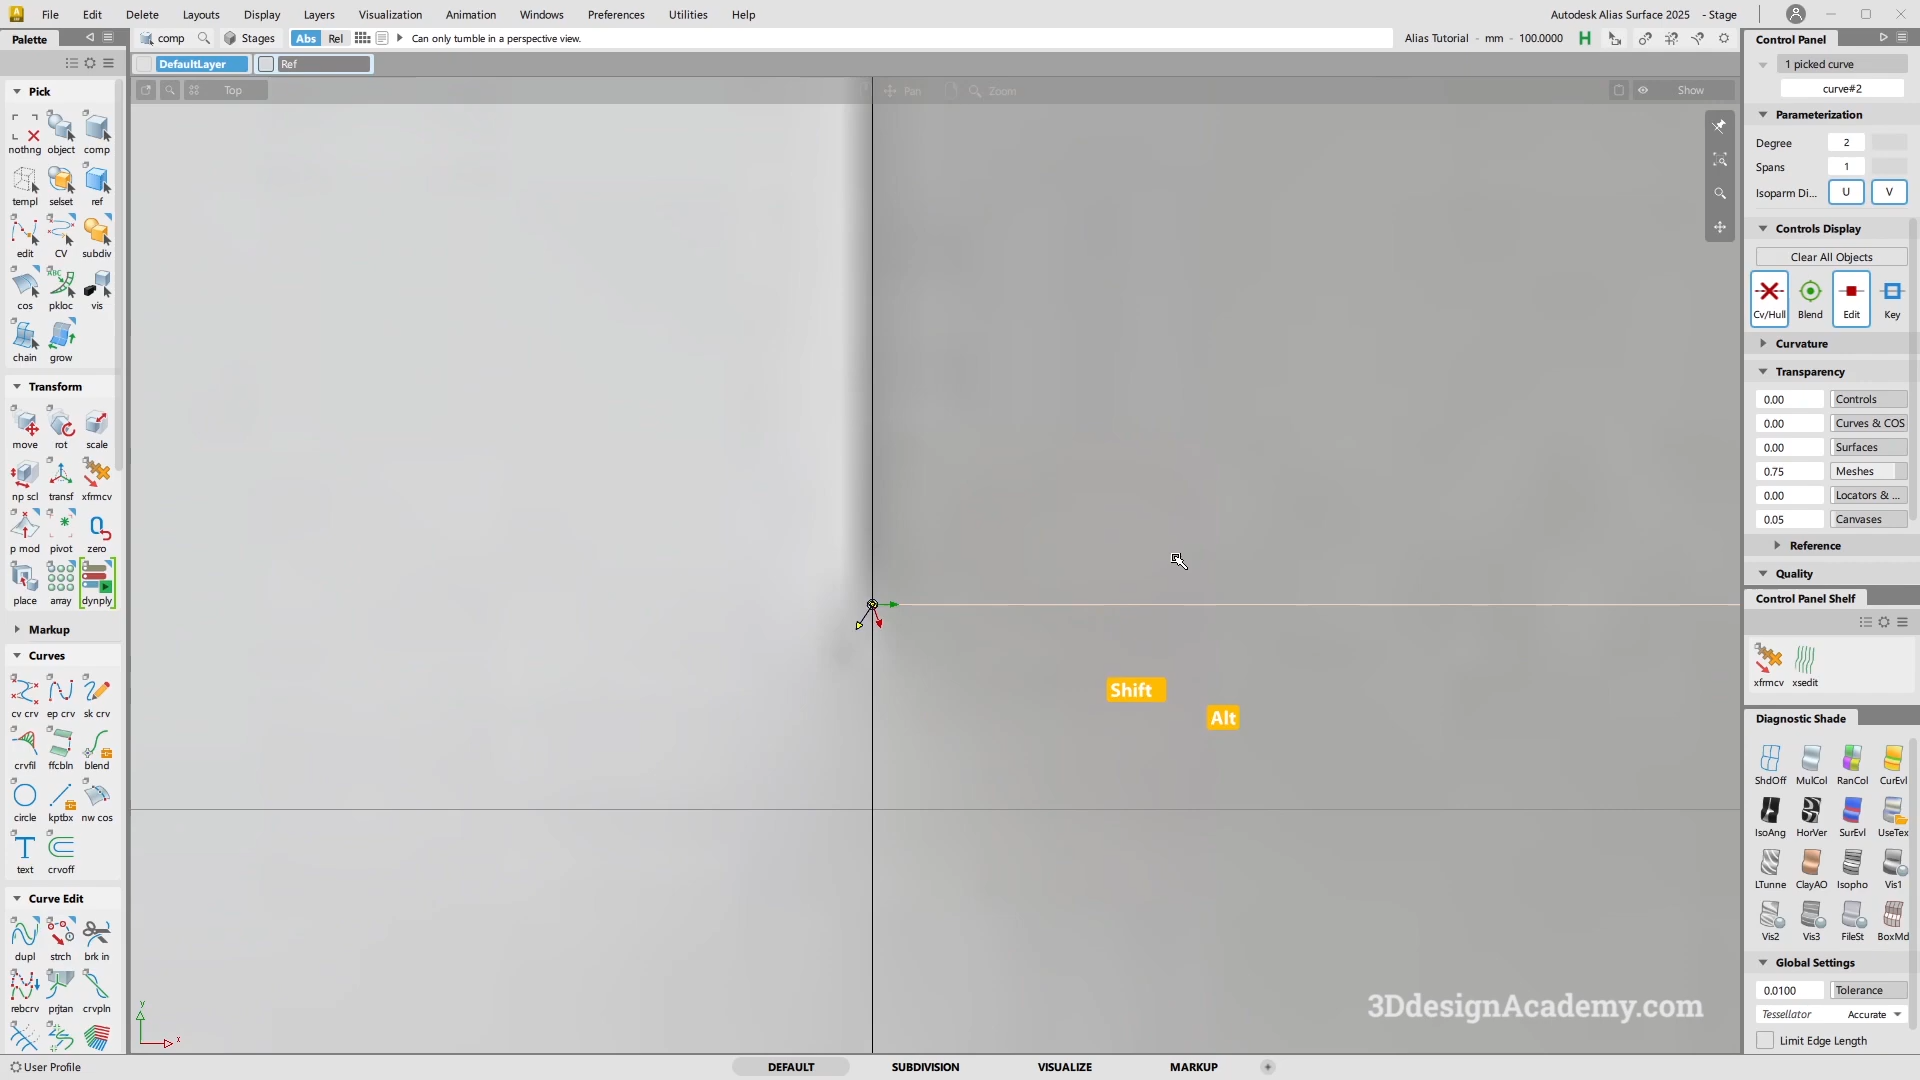 File Edit Delete Layouts Display Layers Visualization Animation Windows Preferences Utilities Help
Autodesk Alias Surface 2025 - Stage
Palette
comp Stages Abs Rel Can only tumble in a perspective view.
Alias Tutorial - mm - 100.0000 H
DefaultLayer Ref
Top Pan Zoom Show
Pick
nothng object comp
templ selset ref
edit CV subdiv
cos pkloc vis
chain grow
Transform
move rot scale
np scl transf xfrmcv
p mod pivot zero
place array dynply
Markup
Curves
cv crv ep crv sk crv
crvfil ffcbln blend
circle kptbx nw cos
text crvoff
Curve Edit
dupl strch brk in
rebcrv prjtan crvpln
Shift
Alt
y
x
3DdesignAcademy.com
Control Panel
1 picked curve
curve#2
Parameterization
Degree 2
Spans 1
Isoparm Di... U V
Controls Display
Clear All Objects
Cv/Hull Blend Edit Key
Curvature
Transparency
0.00 Controls
0.00 Curves & COS
0.00 Surfaces
0.75 Meshes
0.00 Locators & ...
0.05 Canvases
Reference
Quality
Control Panel Shelf
xfrmcv xsedit
Diagnostic Shade
ShdOff MulCol RanCol CurEvl
IsoAng HorVer SurEvl UseTex
LTunne ClayAO Isopho Vis1
Vis2 Vis3 FileSt BoxMd
Global Settings
0.0100 Tolerance
Tessellator Accurate
Limit Edge Length
User Profile
DEFAULT SUBDIVISION VISUALIZE MARKUP +